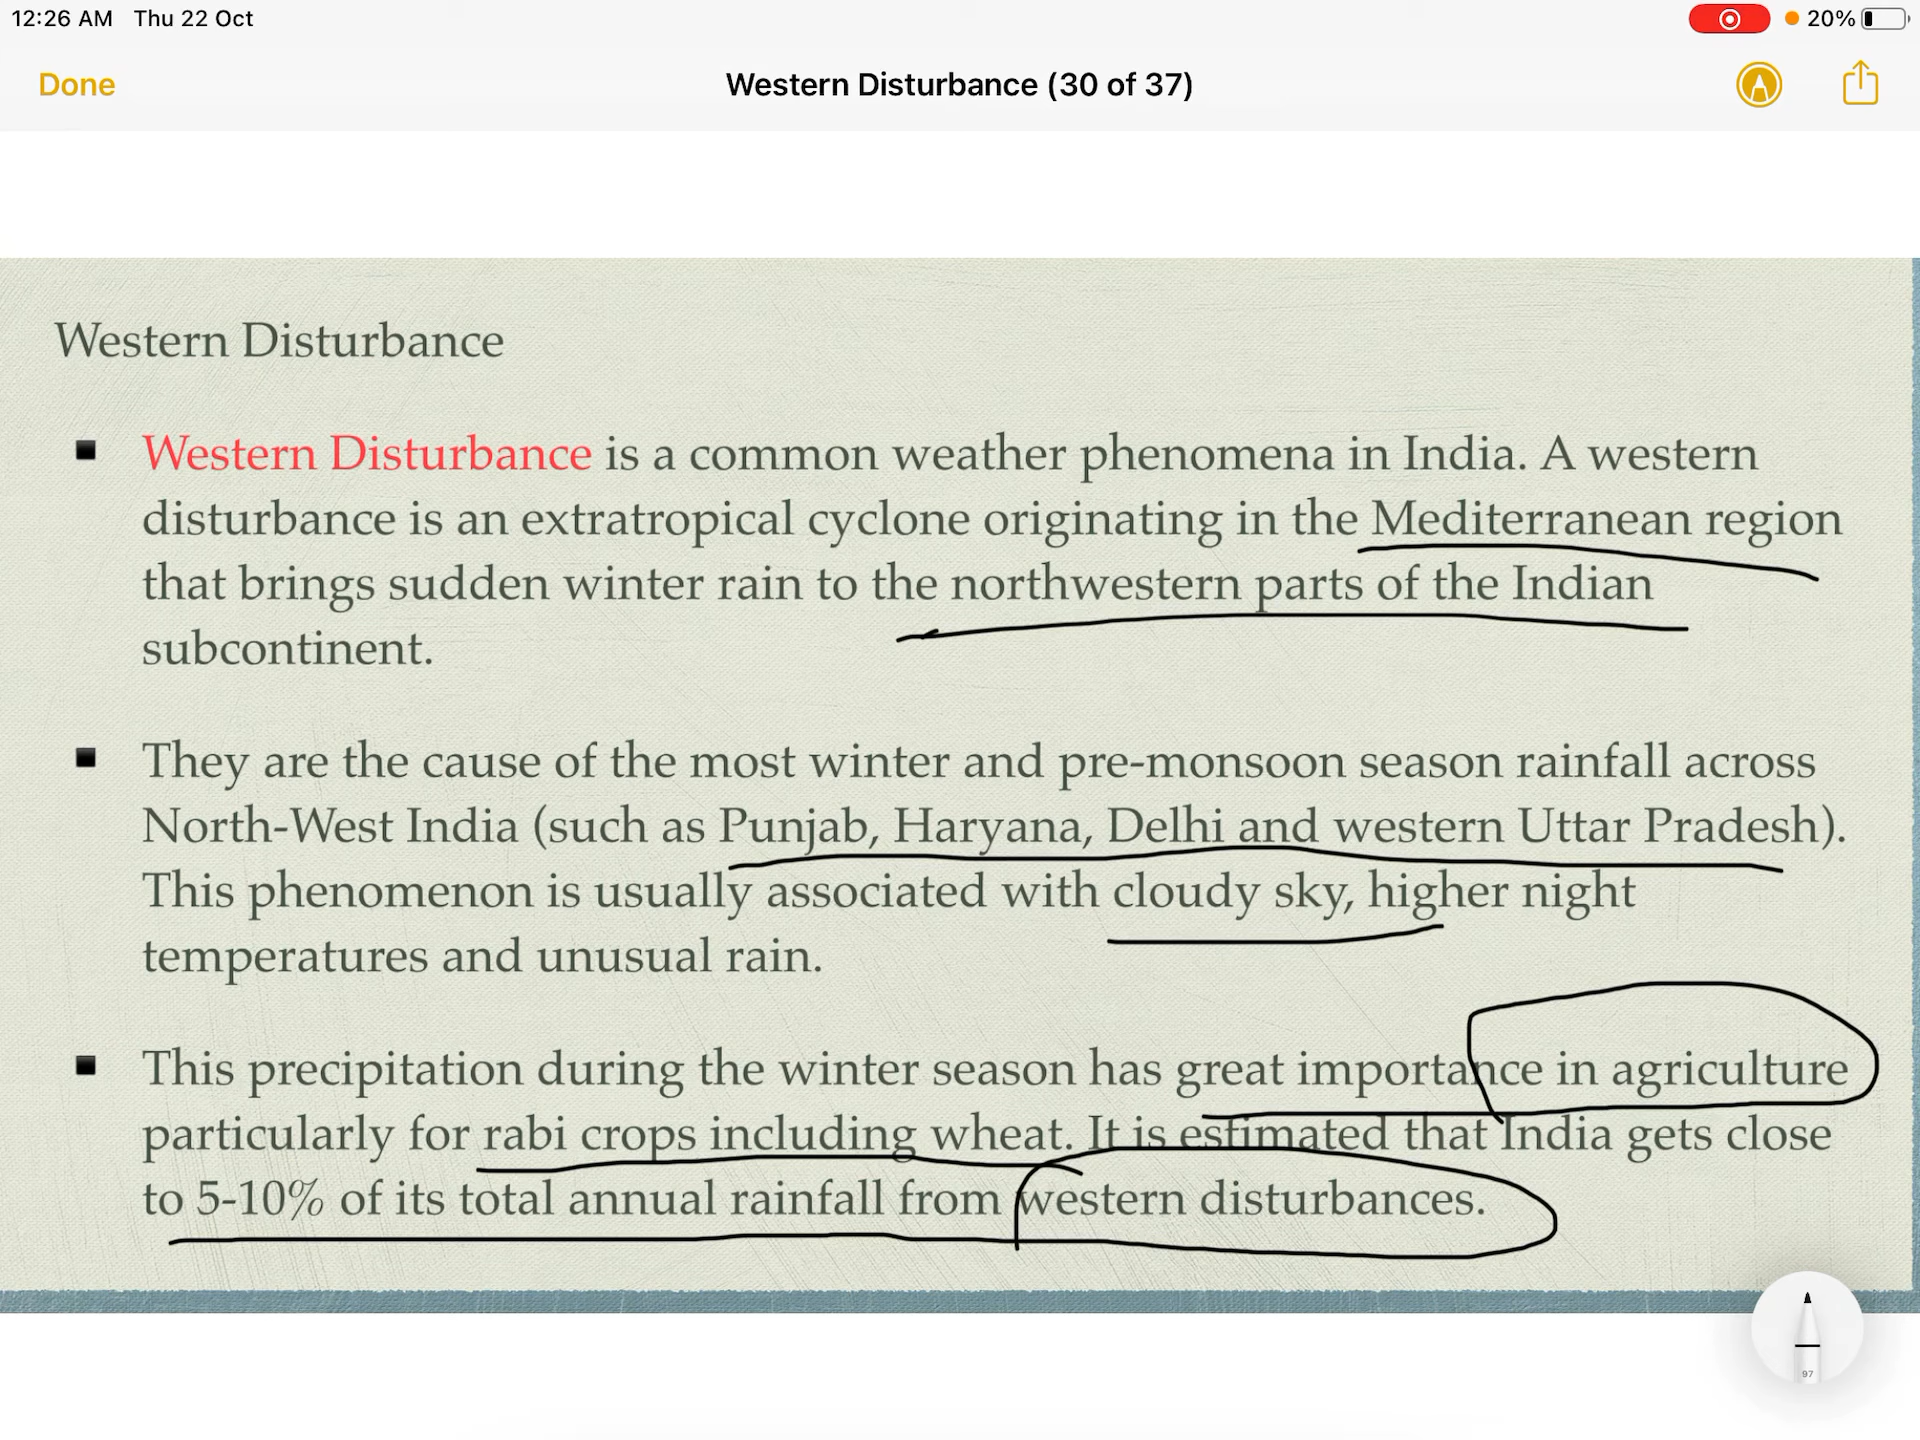 12:26 AM Thu 22 Oct
20%
Done
Western Disturbance (30 of 37)
Western Disturbance
Western Disturbance is a common weather phenomena in India. A western
disturbance is an extratropical cyclone originating in the Mediterranean region
that brings sudden winter rain to the northwestern parts of the Indian
subcontinent.
They are the cause of the most winter and pre-monsoon season rainfall across
North-West India (such as Punjab, Haryana, Delhi and western Uttar Pradesh).
This phenomenon is usually associated with cloudy sky, higher night
temperatures and unusual rain.
This precipitation during the winter season has great importance in agriculture
particularly for rabi crops including wheat. It is estimated that India gets close
to 5-10% of its total annual rainfall from western disturbances.
97